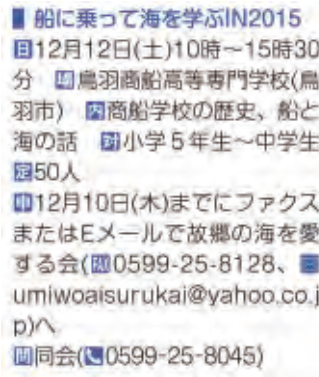 ■ 船に乗って海を学ぶIN2015
日12月12日(土)10時～15時30
分 場鳥羽商船高等専門学校(鳥
羽市) 内商船学校の歴史、船と
海の話 対小学5年生～中学生
定50人
申12月10日(木)までにファクス
またはEメールで故郷の海を愛
する会(0599-25-8128、
umiwoaisurukai@yahoo.co.j
p)へ
問同会(0599-25-8045)